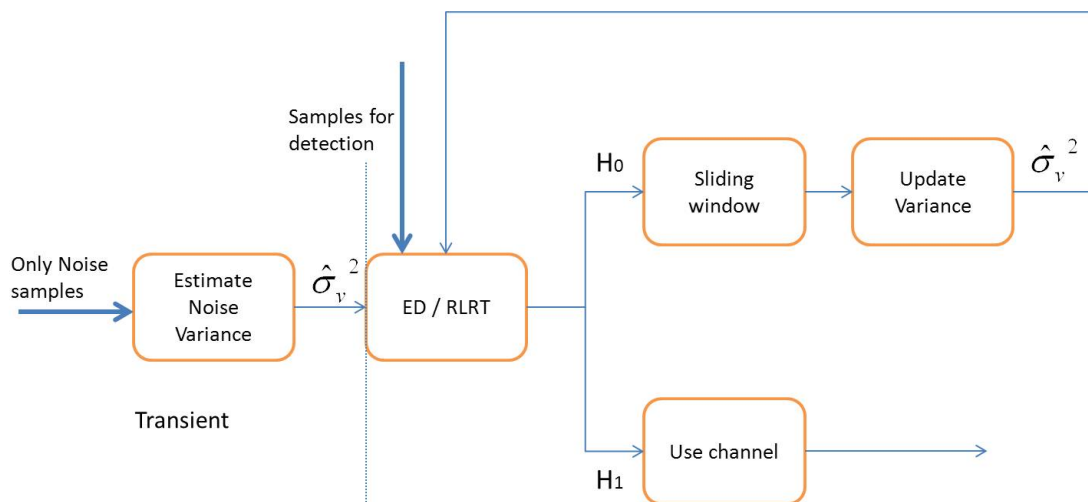 Samples for
detection
H₀
Sliding
window
Update
Variance
σ̂ᵥ²
Only Noise
samples
Estimate
Noise
Variance
σ̂ᵥ²
ED / RLRT
Transient
H₁
Use channel